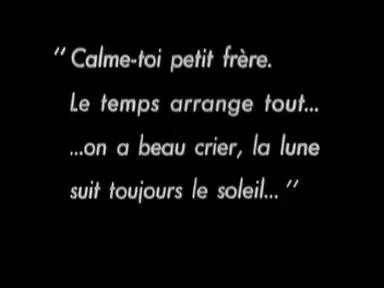 “ Calme-toi petit frère.
Le temps arrange tout...
...on a beau crier, la lune
suit toujours le soleil... ”